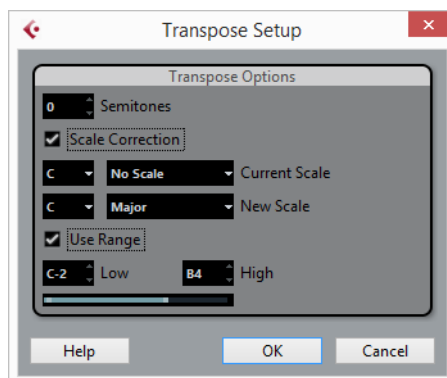 Transpose Setup
Transpose Options
0 Semitones
Scale Correction
C No Scale Current Scale
C Major New Scale
Use Range
C-2 Low B4 High
Help OK Cancel